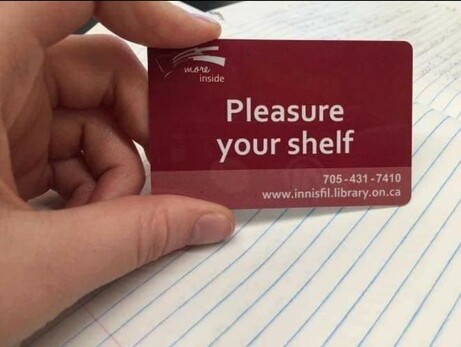 more
inside
Pleasure
your shelf
705-431-7410
www.innisfil.library.on.ca